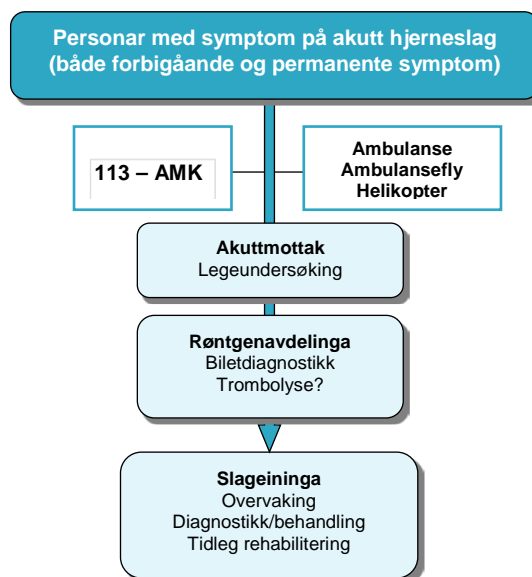 Personar med symptom på akutt hjerneslag
(både forbigåande og permanente symptom)
113 – AMK
Ambulanse
Ambulansefly
Helikopter
Akuttmottak
Legeundersøking
Røntgenavdelinga
Biletdiagnostikk
Trombolyse?
Slageininga
Overvaking
Diagnostikk/behandling
Tidleg rehabilitering